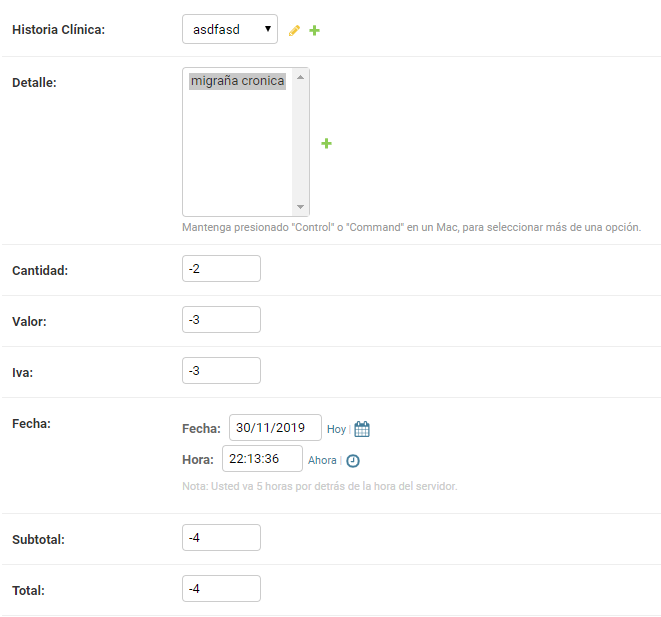 Historia Clínica: asdfasd
Detalle: migraña cronica
Mantenga presionado "Control" o "Command" en un Mac, para seleccionar más de una opción.
Cantidad: -2
Valor: -3
Iva: -3
Fecha: Fecha: 30/11/2019 Hoy |
Hora: 22:13:36 Ahora |
Nota: Usted va 5 horas por detrás de la hora del servidor.
Subtotal: -4
Total: -4